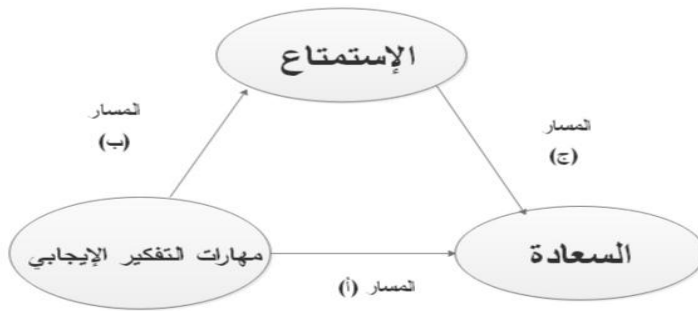 الإستمتاع
المسار
(ب)
المسار
(ج)
مهارات التفكير الإيجابي
السعادة
المسار (أ)